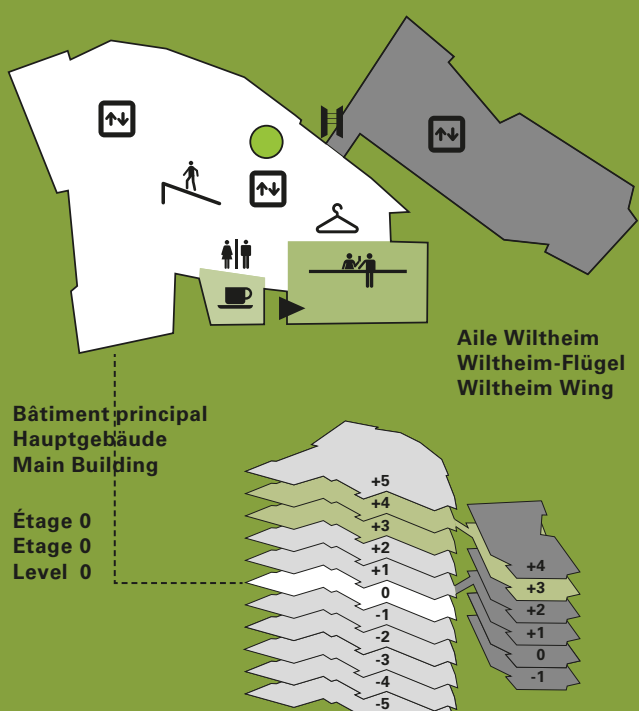 Aile Wiltheim
Wiltheim-Flügel
Wiltheim Wing
Bâtiment principal
Hauptgebäude
Main Building
Étage 0
Etage 0
Level 0
+5
+4
+3
+2
+1
0
-1
-2
-3
-4
-5
+4
+3
+2
+1
0
-1